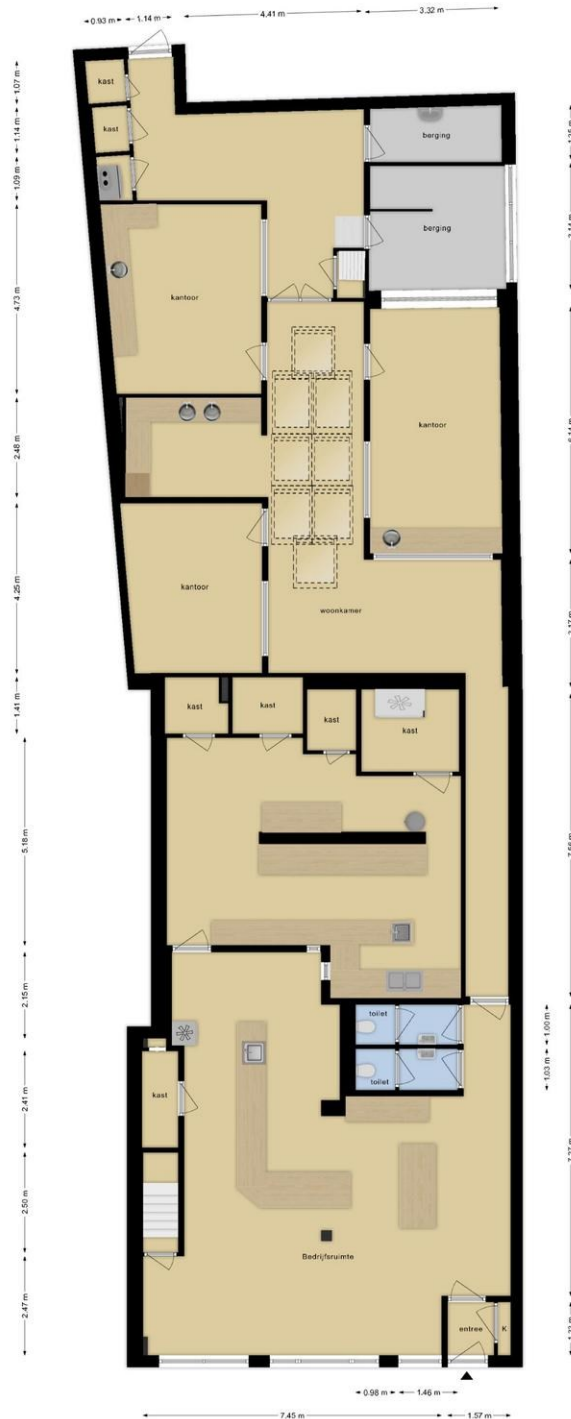 0.93 m
1.14 m
4.41 m
3.32 m
1.07 m
1.14 m
1.09 m
4.73 m
2.48 m
4.25 m
1.41 m
5.18 m
2.15 m
2.41 m
2.50 m
2.47 m
kast
kast
berging
berging
kantoor
kantoor
kantoor
woonkamer
kast
kast
kast
kast
toilet
toilet
kast
Bedrijfsruimte
entree
K
1.00 m
1.03 m
0.98 m
1.46 m
7.45 m
1.57 m